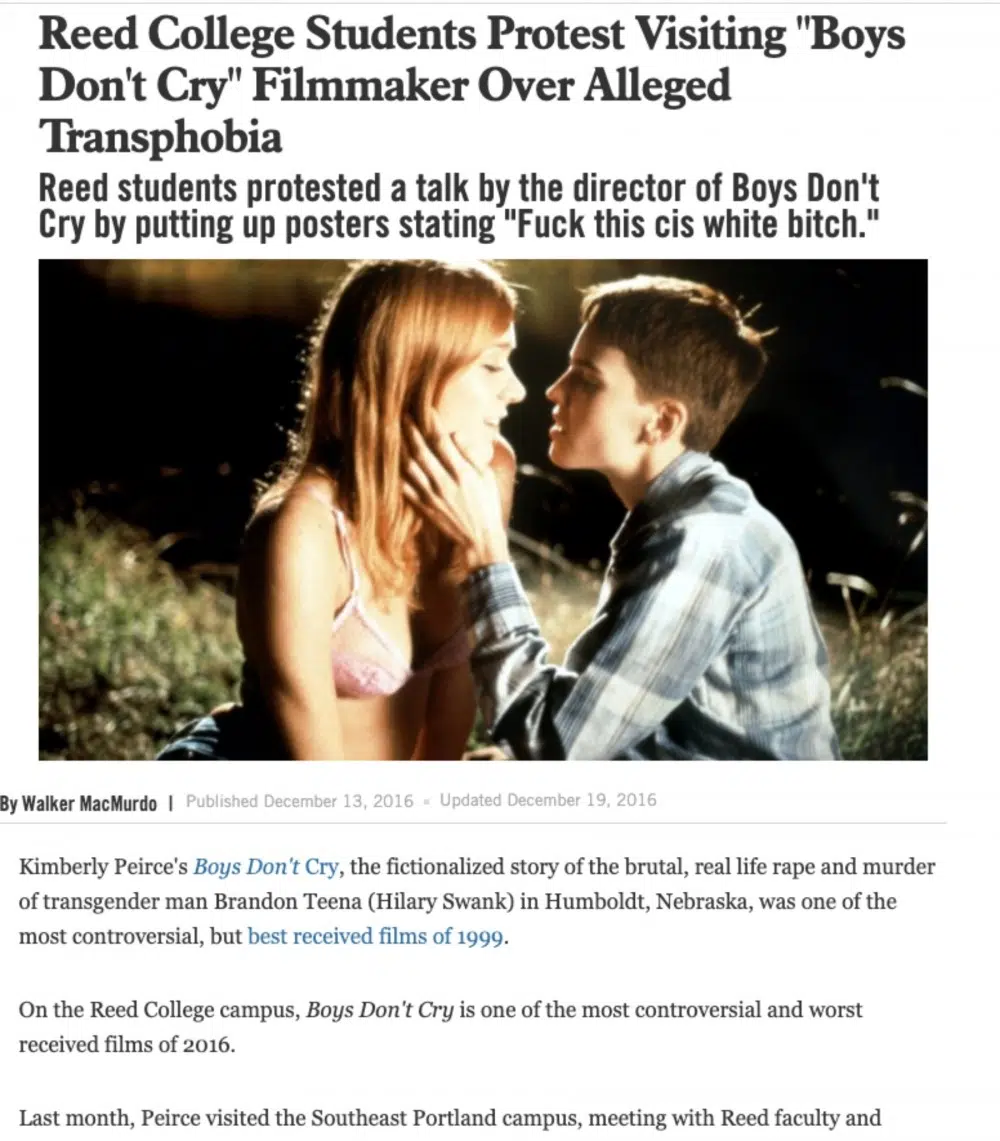 Reed College Students Protest Visiting "Boys
Don't Cry" Filmmaker Over Alleged
Transphobia
Reed students protested a talk by the director of Boys Don't
Cry by putting up posters stating "Fuck this cis white bitch."
By Walker MacMurdo | Published December 13, 2016 • Updated December 19, 2016
Kimberly Peirce's Boys Don't Cry, the fictionalized story of the brutal, real life rape and murder
of transgender man Brandon Teena (Hilary Swank) in Humboldt, Nebraska, was one of the
most controversial, but best received films of 1999.
On the Reed College campus, Boys Don't Cry is one of the most controversial and worst
received films of 2016.
Last month, Peirce visited the Southeast Portland campus, meeting with Reed faculty and